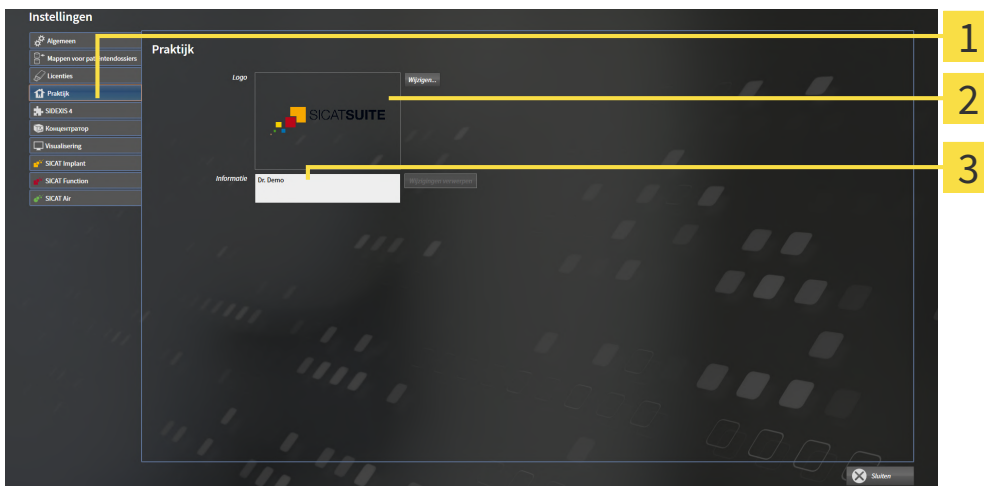 Instellingen
Algemeen
Mappen voor patiëntendossiers
Licenties
Praktijk
SIDEXIS 4
Концентратор
Visualisering
SICAT Implant
SICAT Function
SICAT Air
Praktijk
Logo
SICATSUITE
Wijzigen...
Informatie
Dr. Demo
Wijzigingen verwerpen
Sluiten
1
2
3